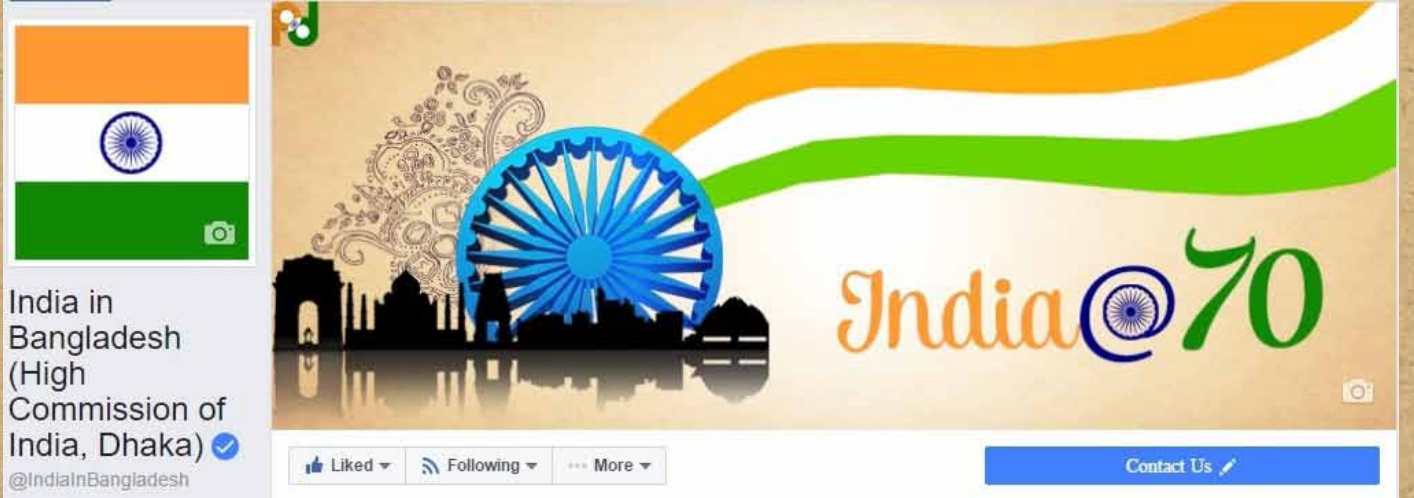 India@70
India in
Bangladesh
(High
Commission of
India, Dhaka)
@IndiaInBangladesh
Liked
Following
More
Contact Us